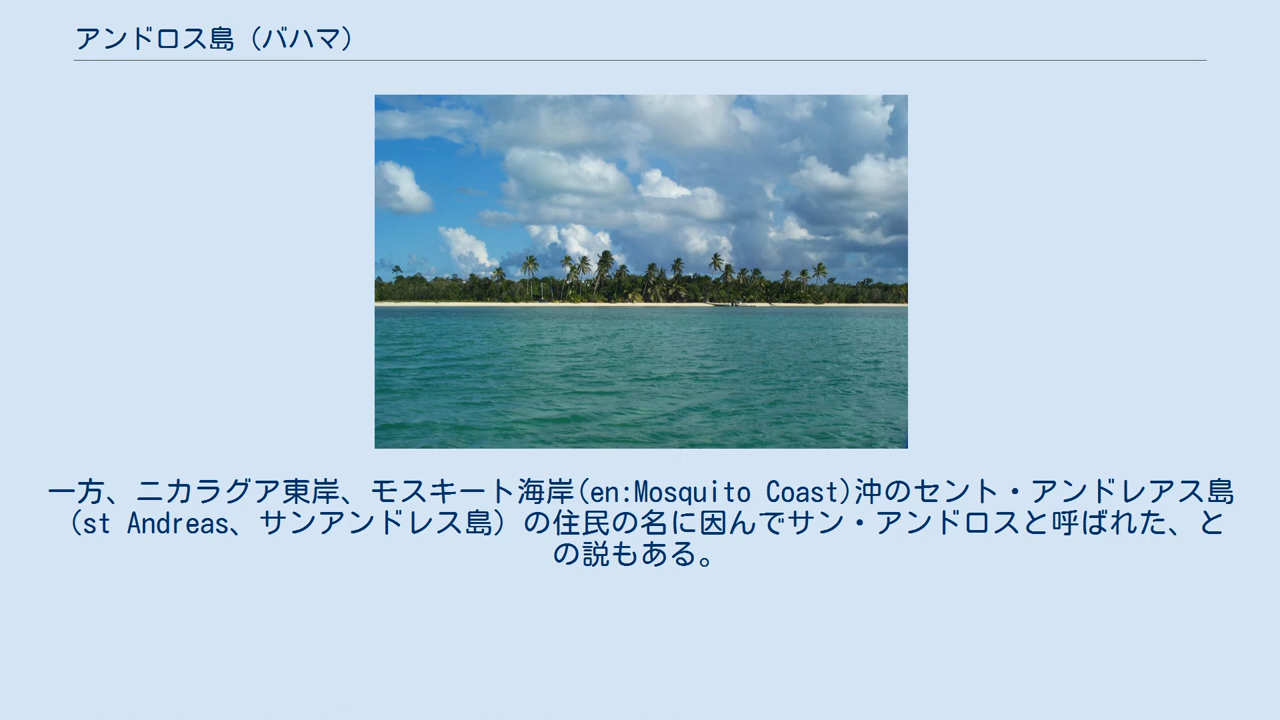 アンドロス島（バハマ）
一方、ニカラグア東岸、モスキート海岸(en:Mosquito Coast)沖のセント・アンドレアス島
（st Andreas、サンアンドレス島）の住民の名に因んでサン・アンドロスと呼ばれた、と
の説もある。